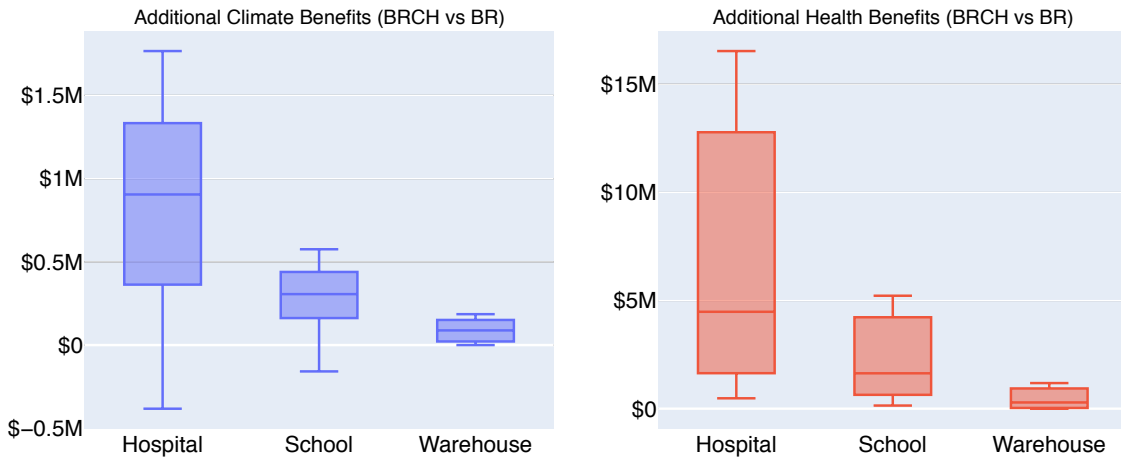 Additional Climate Benefits (BRCH vs BR)
$1.5M
$1M
$0.5M
$0
$−0.5M
Hospital
School
Warehouse
Additional Health Benefits (BRCH vs BR)
$15M
$10M
$5M
$0
Hospital
School
Warehouse